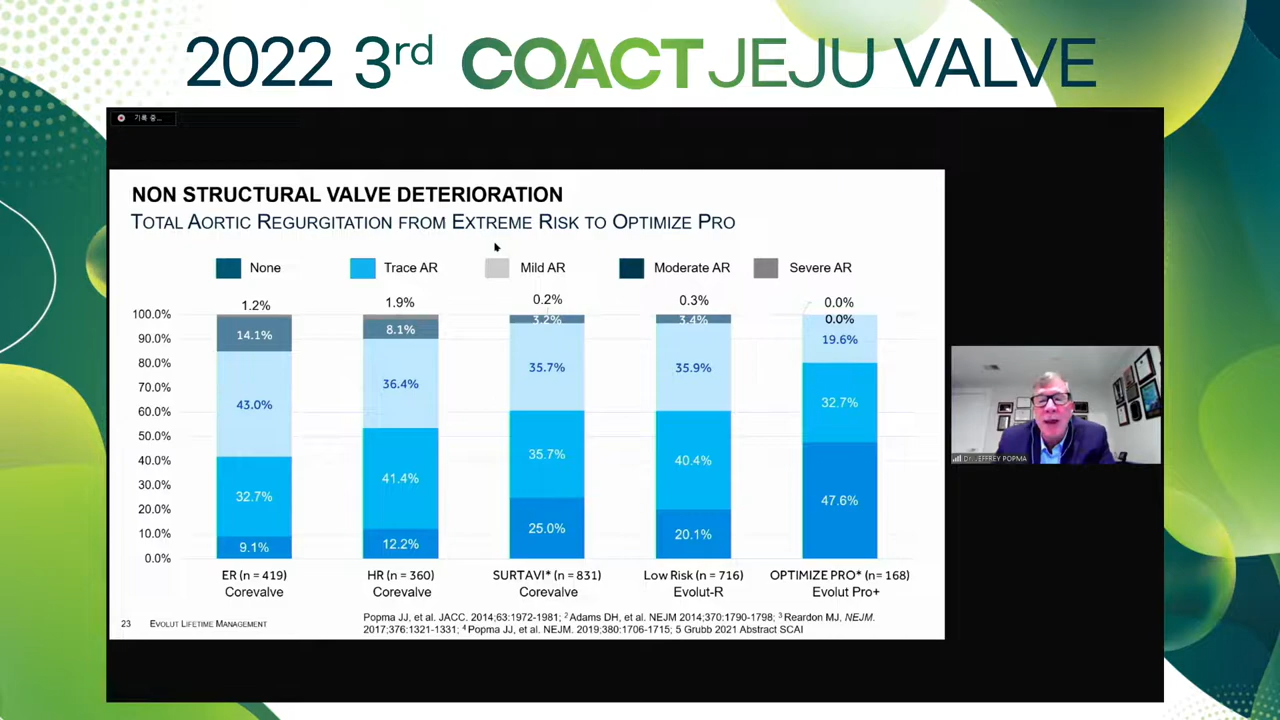 2022 3rd COACT JEJU VALVE
기록 중...
NON STRUCTURAL VALVE DETERIORATION
TOTAL AORTIC REGURGITATION FROM EXTREME RISK TO OPTIMIZE PRO
None Trace AR Mild AR Moderate AR Severe AR
1.2% 1.9% 0.2% 0.3% 0.0%
100.0% 3.2% 3.4% 0.0%
90.0% 14.1% 8.1% 19.6%
80.0%
70.0% 43.0% 36.4% 35.7% 35.9%
60.0% 32.7%
50.0%
40.0% 41.4% 35.7% 40.4%
30.0% 32.7%
20.0% 47.6%
10.0% 9.1% 12.2% 25.0% 20.1%
0.0%
ER (n = 419) HR (n = 360) SURTAVI* (n = 831) Low Risk (n = 716) OPTIMIZE PRO* (n= 168)
Corevalve Corevalve Corevalve Evolut-R Evolut Pro+
23 EVOLUT LIFETIME MANAGEMENT
Popma JJ, et al. JACC. 2014;63:1972-1981; 2 Adams DH, et al. NEJM 2014;370:1790-1798; 3 Reardon MJ, NEJM.
2017;376:1321-1331; 4 Popma JJ, et al. NEJM. 2019;380:1706-1715; 5 Grubb 2021 Abstract SCAI
Dr. JEFFREY POPMA